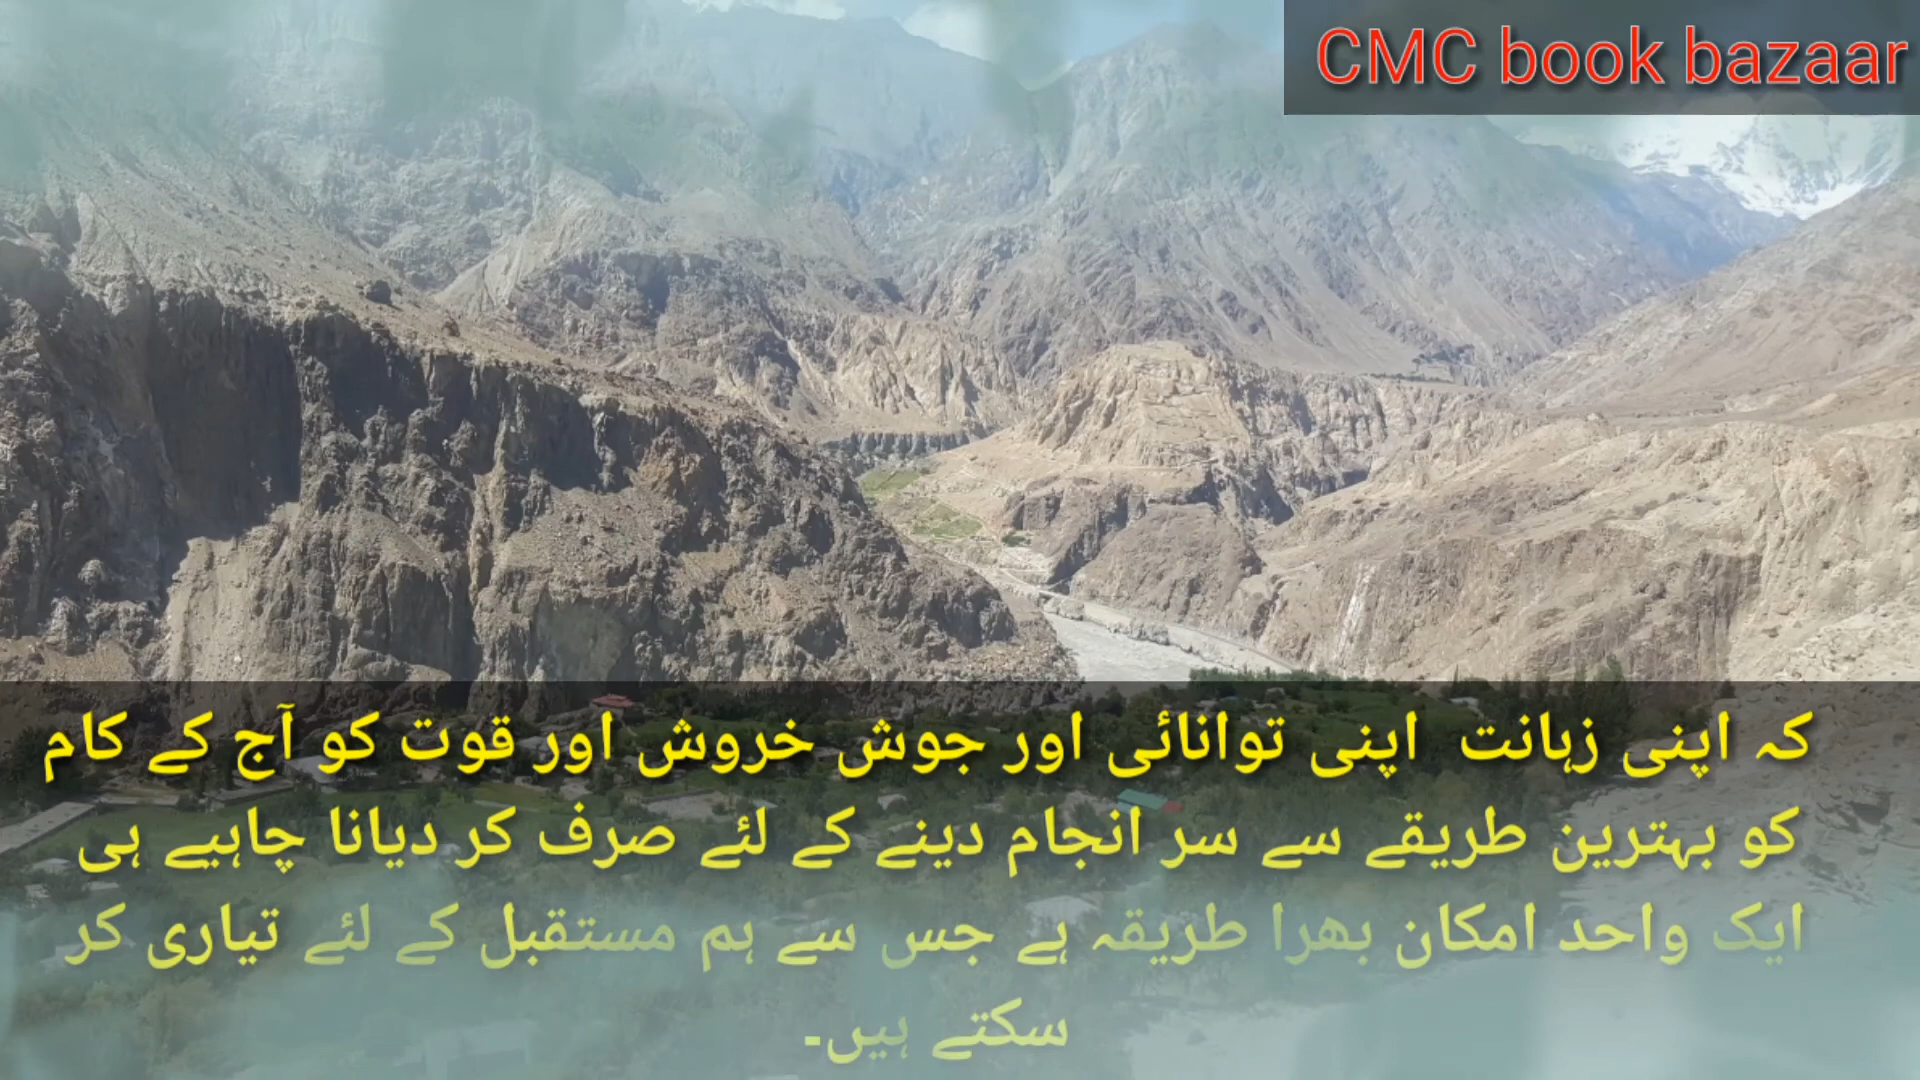 CMC book bazaar
کہ اپنی زہانت اپنی توانائی اور جوش خروش اور قوت کو آج کے کام
کو بہترین طریقے سے سر انجام دینے کے لئے صرف کر دیانا چاہیے ہی
ایک واحد امکان بھرا طریقہ ہے جس سے ہم مستقبل کے لئے تیاری کر
سکتے ہیں۔